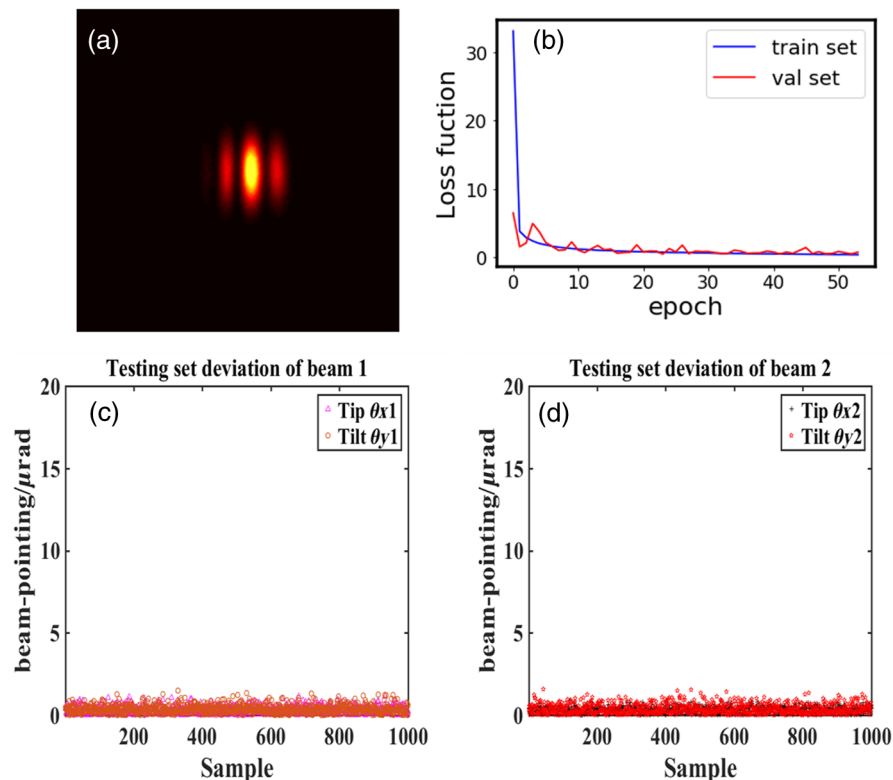 (a)
(b)
train set
val set
Loss fuction
30
20
10
0
0 10 20 30 40 50
epoch
Testing set deviation of beam 1
(c)
Tip θx1
Tilt θy1
beam-pointing/μrad
20
15
10
5
0
200 400 600 800 1000
Sample
Testing set deviation of beam 2
(d)
Tip θx2
Tilt θy2
beam-pointing/μrad
20
15
10
5
0
200 400 600 800 1000
Sample